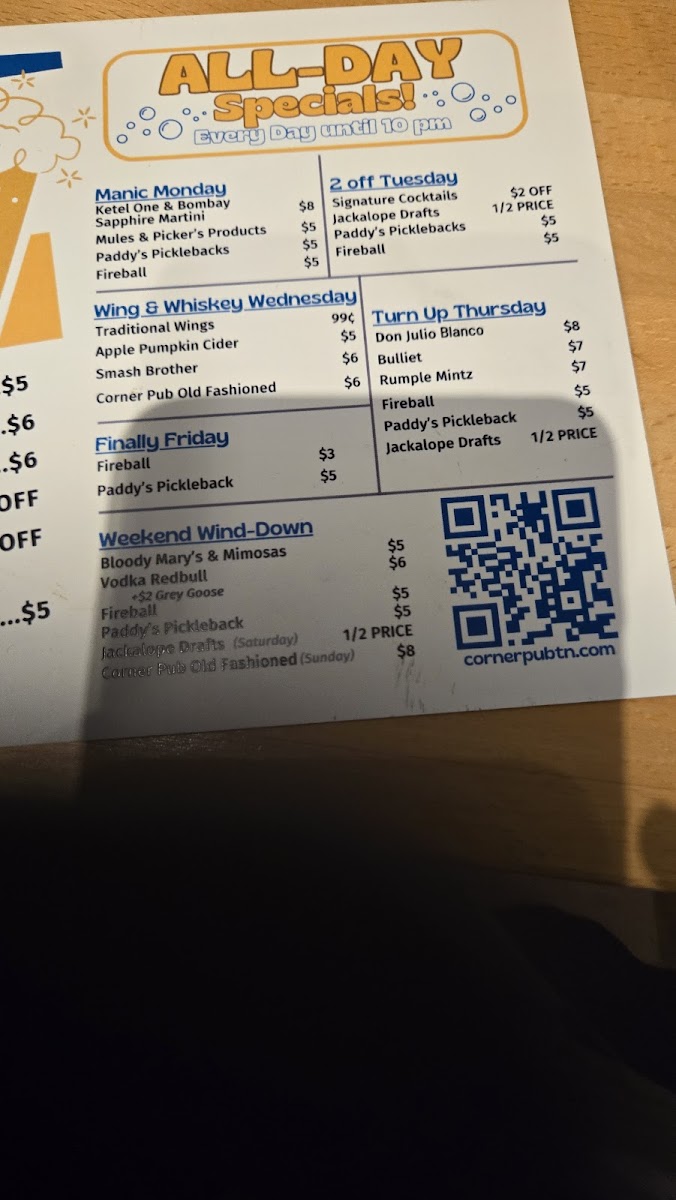 ALL-DAY
Specials!
Every Day until 10 pm
Manic Monday
Ketel One & Bombay
Sapphire Martini $8
Mules & Picker's Products $5
Paddy's Picklebacks $5
Fireball $5
2 off Tuesday
Signature Cocktails $2 OFF
Jackalope Drafts 1/2 PRICE
Paddy's Picklebacks $5
Fireball $5
Wing & Whiskey Wednesday
Traditional Wings 99¢
Apple Pumpkin Cider $5
Smash Brother $6
Corner Pub Old Fashioned $6
Turn Up Thursday
Don Julio Blanco $8
Bulliet $7
Rumple Mintz $7
Fireball $5
Paddy's Pickleback $5
Jackalope Drafts 1/2 PRICE
Finally Friday
Fireball $3
Paddy's Pickleback $5
Weekend Wind-Down
Bloody Mary's & Mimosas $5
Vodka Redbull $6
+$2 Grey Goose
Fireball $5
Paddy's Pickleback $5
Jackalope Drafts (Saturday) 1/2 PRICE
Corner Pub Old Fashioned (Sunday) $8
cornerpubtn.com
$5
.$6
..$6
OFF
OFF
...$5